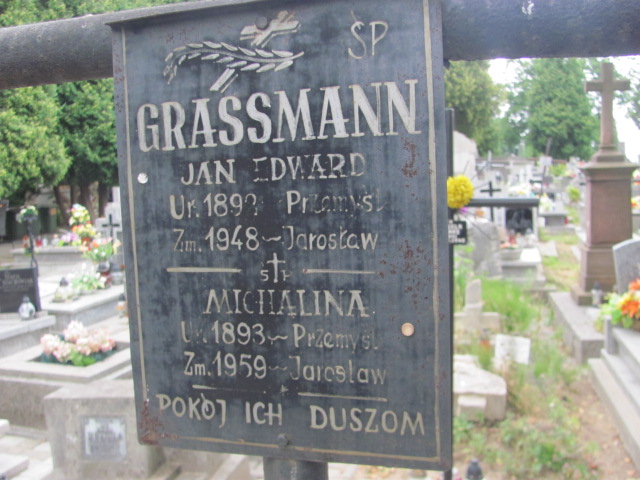 SP
GRASSMANN
JAN EDWARD
Ur. Przemyśl
Zm. 1948 ~ Jarosław
Ś†P
MICHALINA
Ur. 1893 ~ Przemyśl
Zm. 1959 ~ Jarosław
POKÓJ ICH DUSZOM